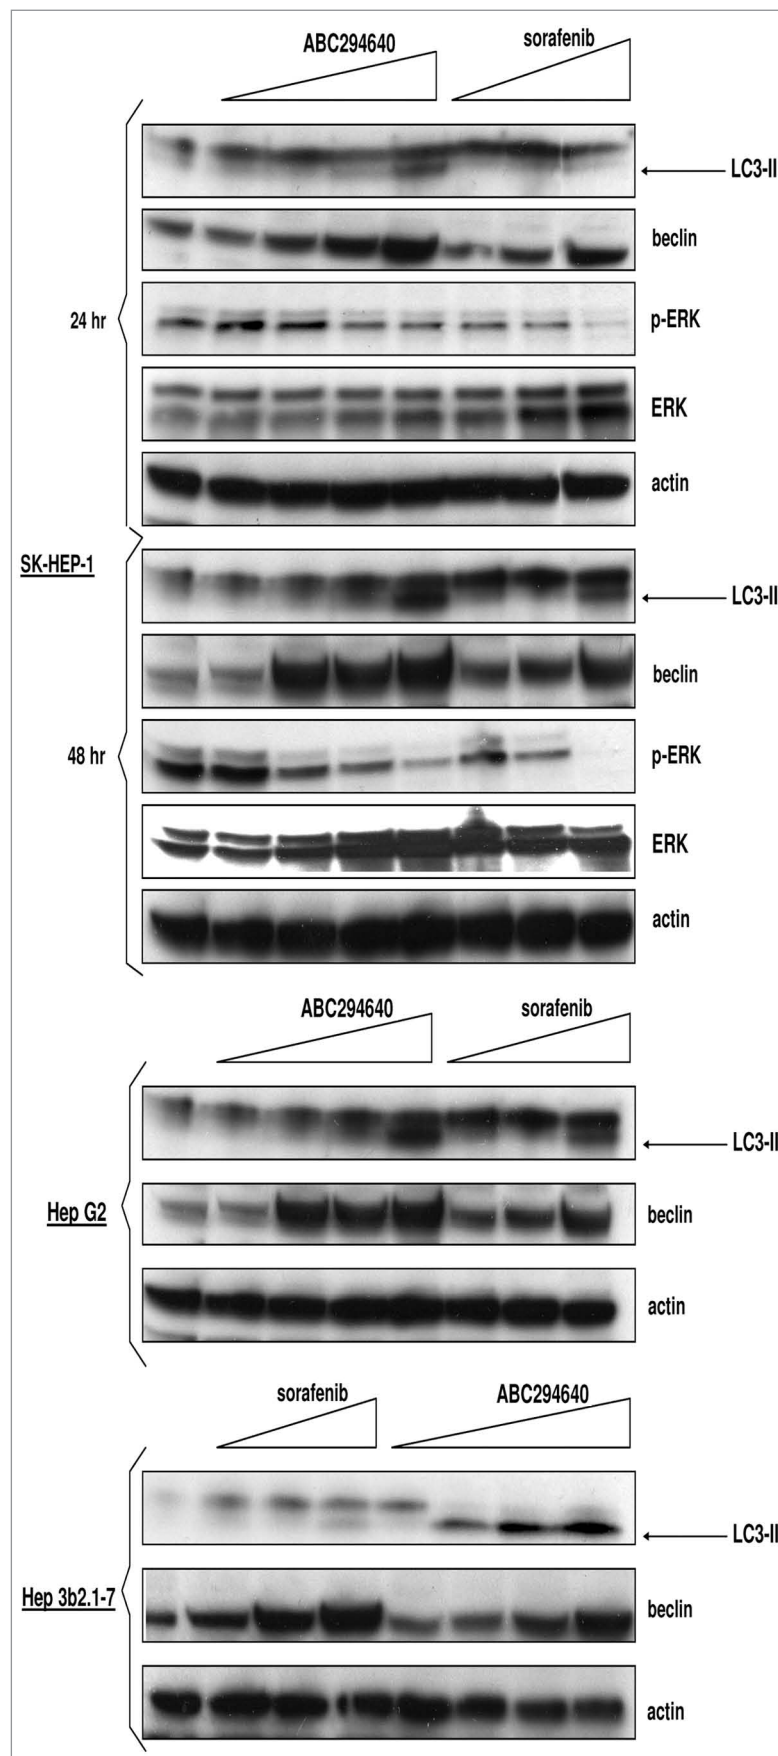 ABC294640
sorafenib
LC3-II
beclin
24 hr
p-ERK
ERK
actin
SK-HEP-1
LC3-II
beclin
48 hr
p-ERK
ERK
actin
ABC294640
sorafenib
LC3-II
Hep G2
beclin
actin
sorafenib
ABC294640
LC3-II
Hep 3b2.1-7
beclin
actin